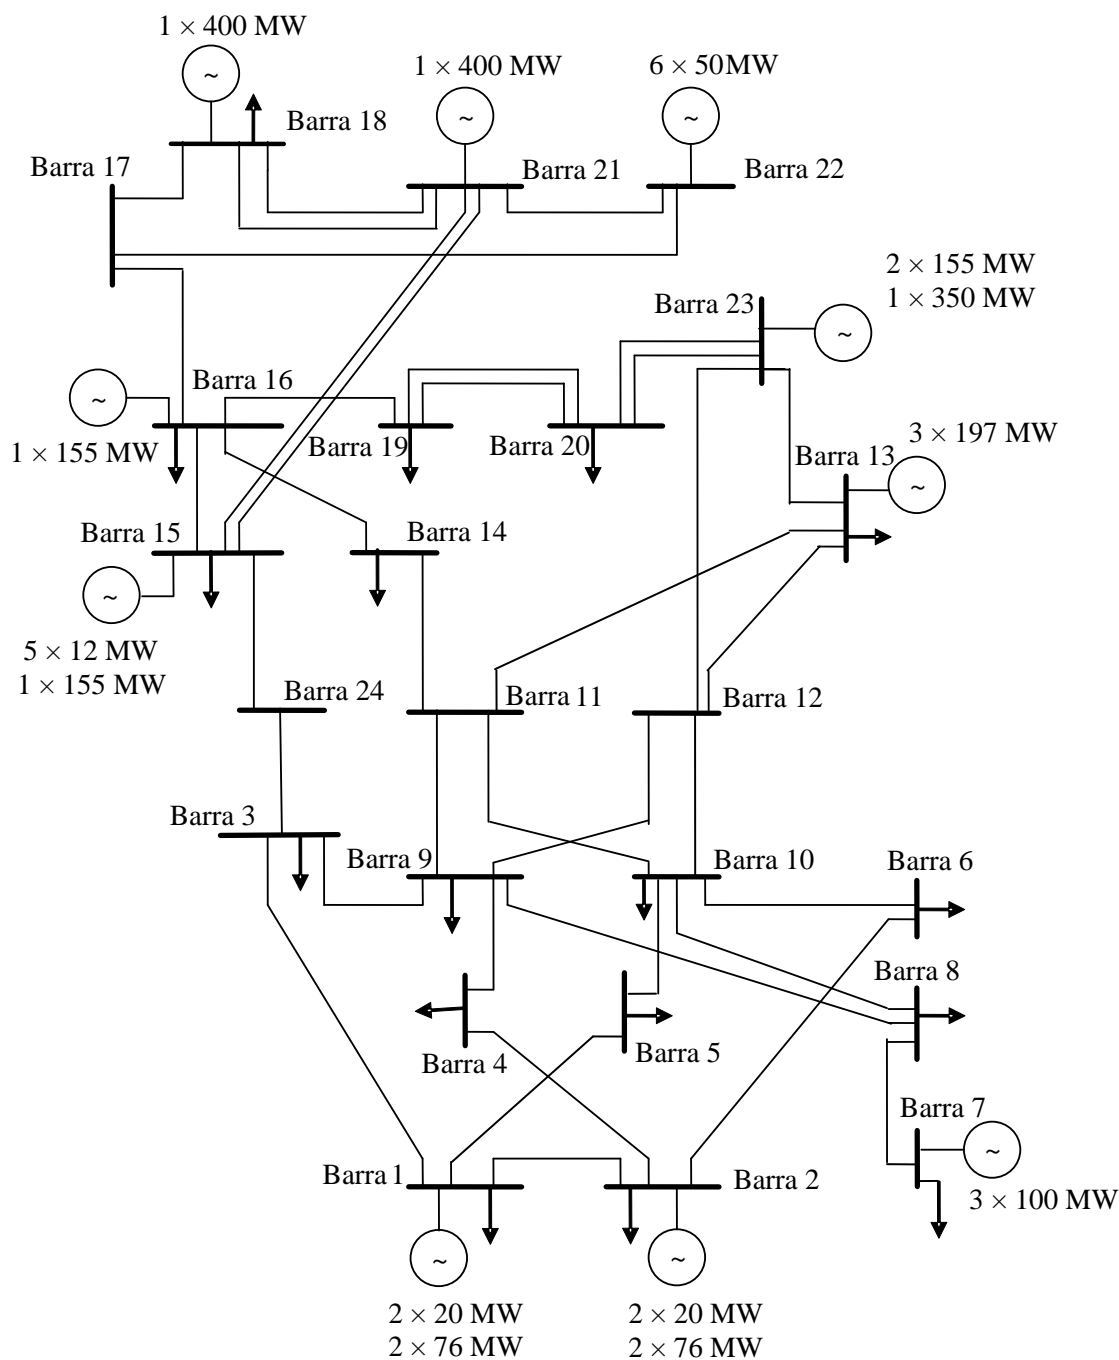 1 × 400 MW
~
1 × 400 MW
~
6 × 50MW
~
Barra 18
Barra 17
Barra 21
Barra 22
2 × 155 MW
1 × 350 MW
Barra 23
~
Barra 16
~
1 × 155 MW
Barra 19
Barra 20
3 × 197 MW
Barra 13
~
Barra 15
Barra 14
~
5 × 12 MW
1 × 155 MW
Barra 24
Barra 11
Barra 12
Barra 3
Barra 9
Barra 10
Barra 6
Barra 8
Barra 4
Barra 5
Barra 7
~
3 × 100 MW
Barra 1
Barra 2
~
~
2 × 20 MW
2 × 76 MW
2 × 20 MW
2 × 76 MW